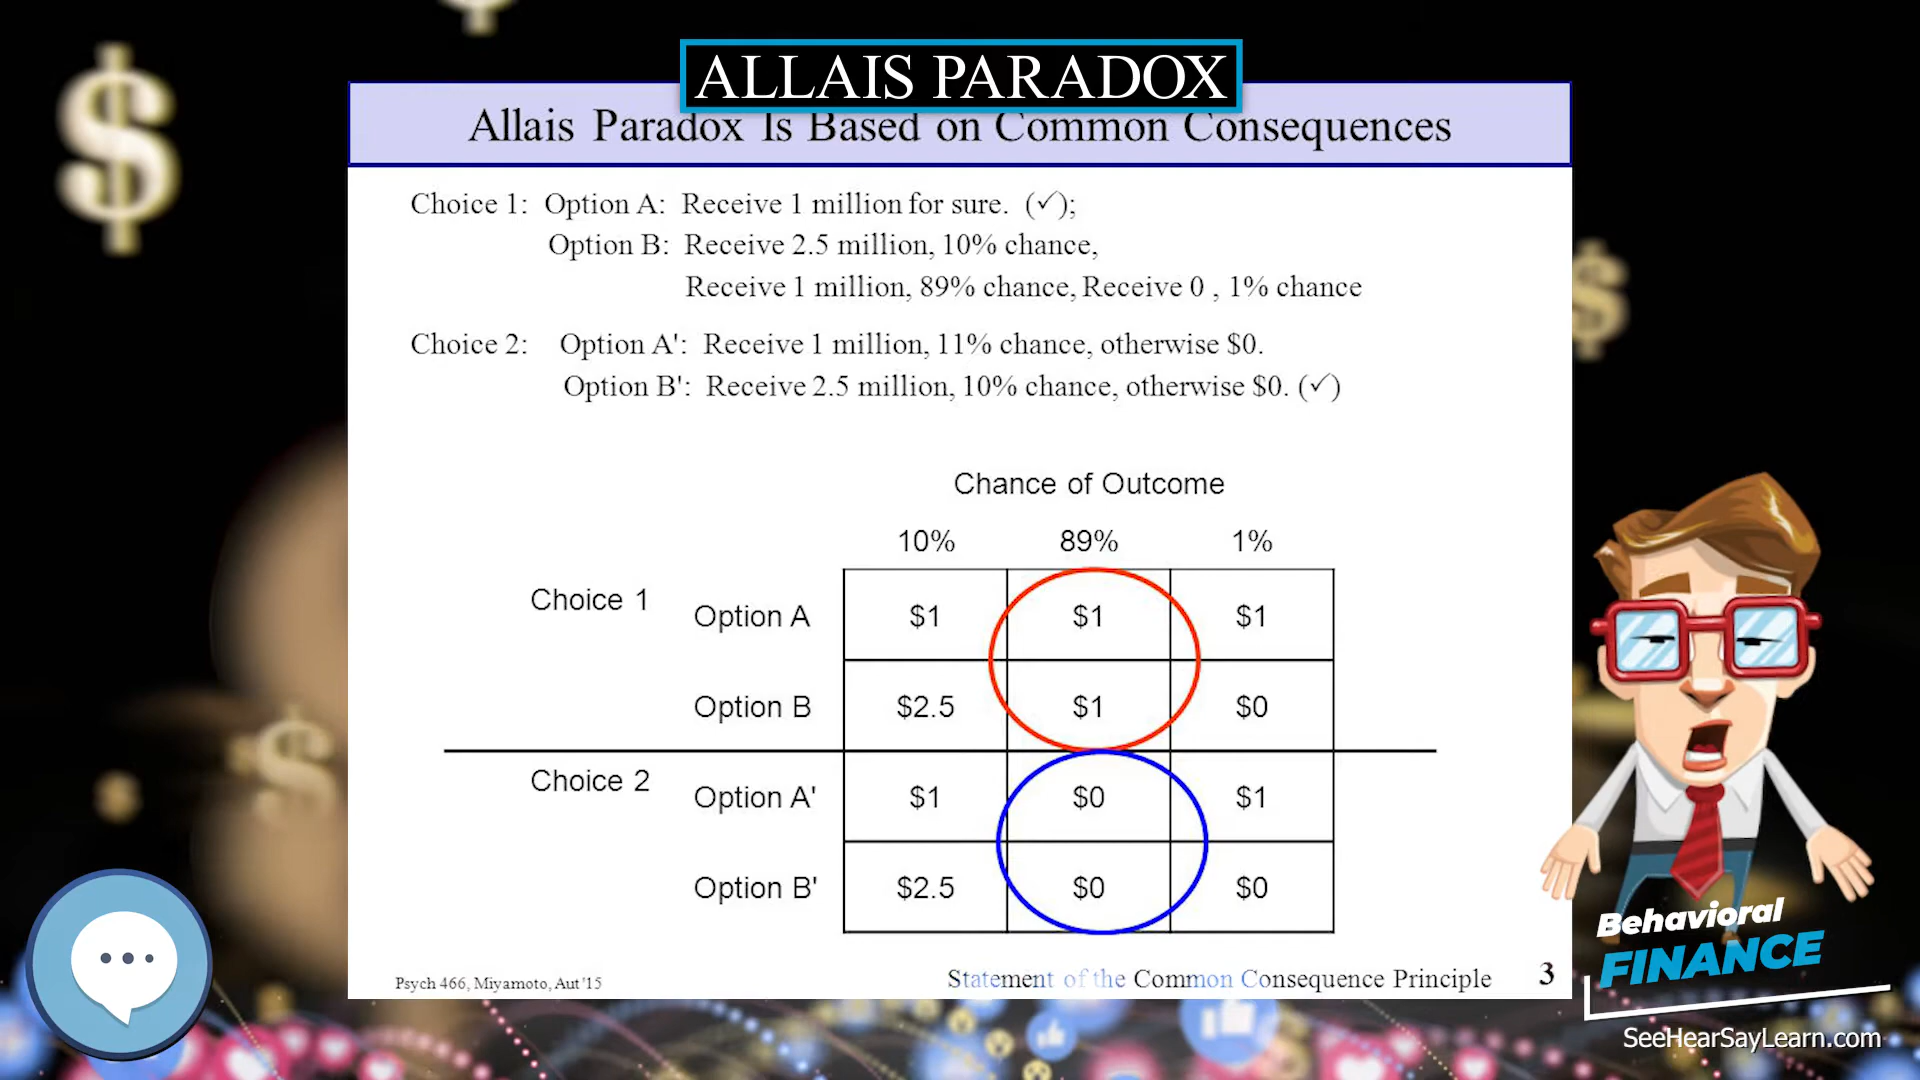 ALLAIS PARADOX
Allais Paradox Is Based on Common Consequences
Choice 1: Option A: Receive 1 million for sure. (✓);
Option B: Receive 2.5 million, 10% chance,
Receive 1 million, 89% chance, Receive 0 , 1% chance
Choice 2: Option A': Receive 1 million, 11% chance, otherwise $0.
Option B': Receive 2.5 million, 10% chance, otherwise $0. (✓)
Chance of Outcome
10% 89% 1%
Choice 1 Option A $1 $1 $1
Option B $2.5 $1 $0
Choice 2 Option A' $1 $0 $1
Option B' $2.5 $0 $0
Psych 466, Miyamoto, Aut '15
Statement of the Common Consequence Principle
3
Behavioral
FINANCE
SeeHearSayLearn.com